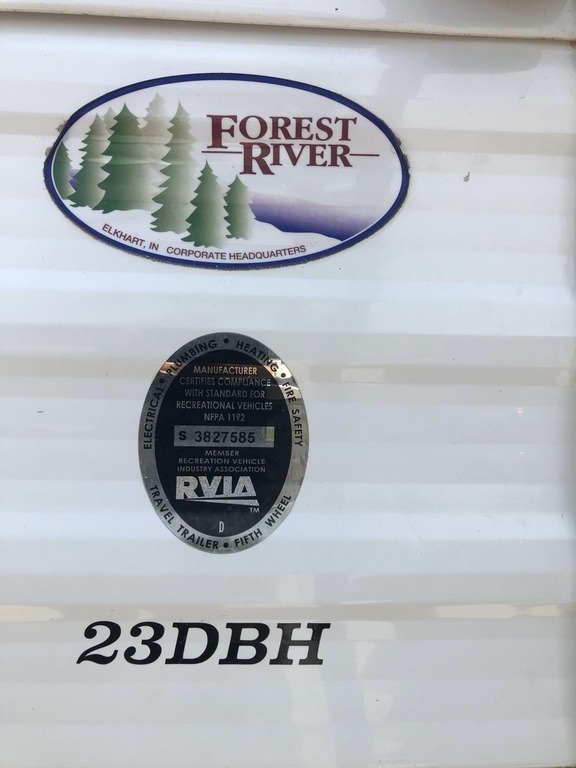 FOREST
RIVER
ELKHART, IN CORPORATE HEADQUARTERS
ELECTRICAL • PLUMBING • HEATING • FIRE SAFETY
MANUFACTURER
CERTIFIES COMPLIANCE
WITH STANDARD FOR
RECREATIONAL VEHICLES
NFPA 1192
S 3827585
MEMBER
RECREATION VEHICLE
INDUSTRY ASSOCIATION
RVIA
TM
D
TRAVEL TRAILER • FIFTH WHEEL
23DBH